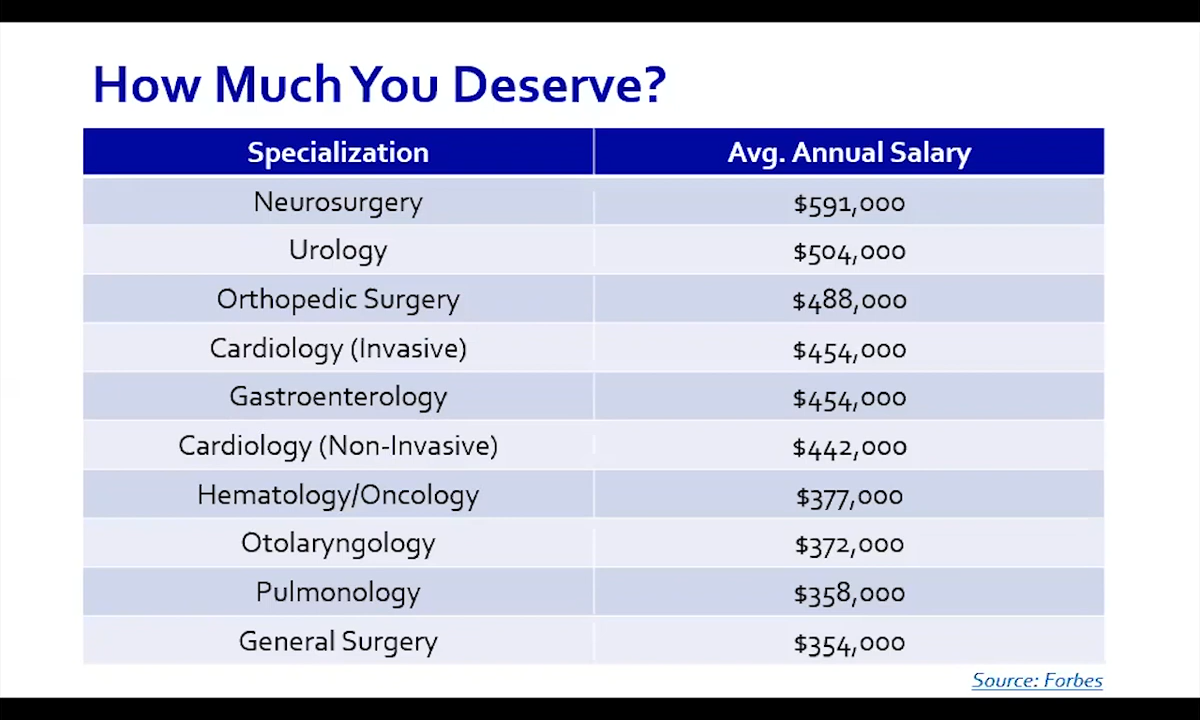 How Much You Deserve?
Specialization Avg. Annual Salary
Neurosurgery $591,000
Urology $504,000
Orthopedic Surgery $488,000
Cardiology (Invasive) $454,000
Gastroenterology $454,000
Cardiology (Non-Invasive) $442,000
Hematology/Oncology $377,000
Otolaryngology $372,000
Pulmonology $358,000
General Surgery $354,000
Source: Forbes